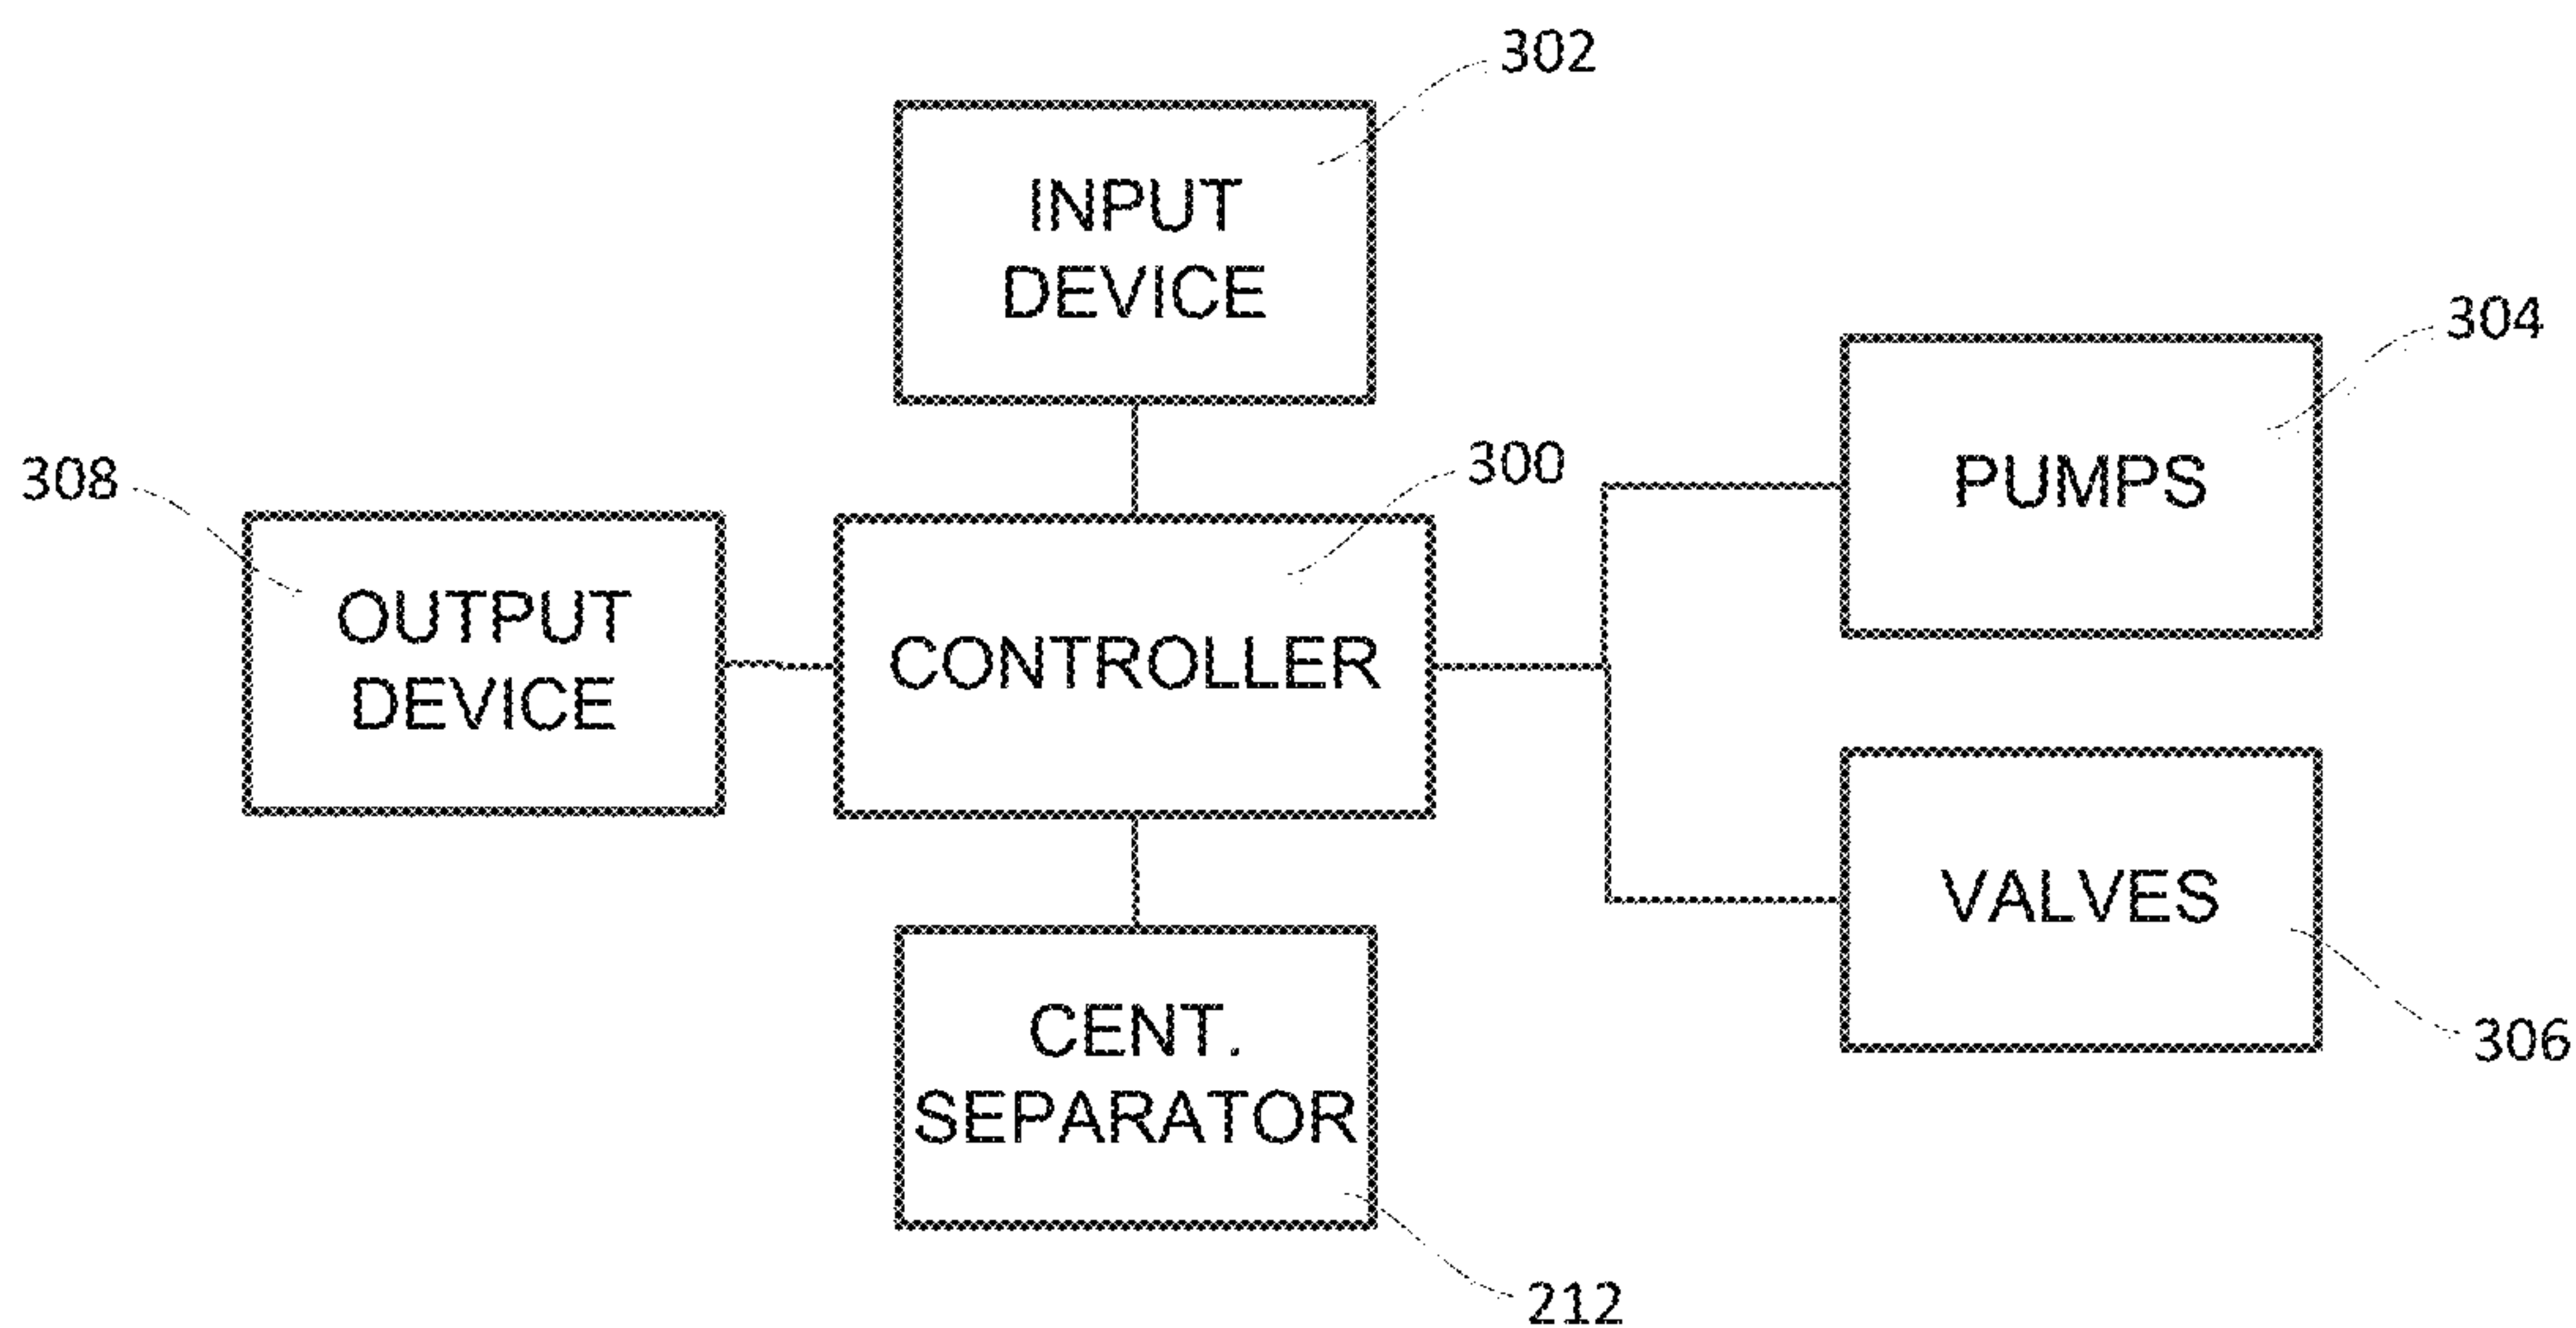 302
INPUT
DEVICE
304
PUMPS
308
OUTPUT
DEVICE
300
CONTROLLER
VALVES
306
CENT.
SEPARATOR
212